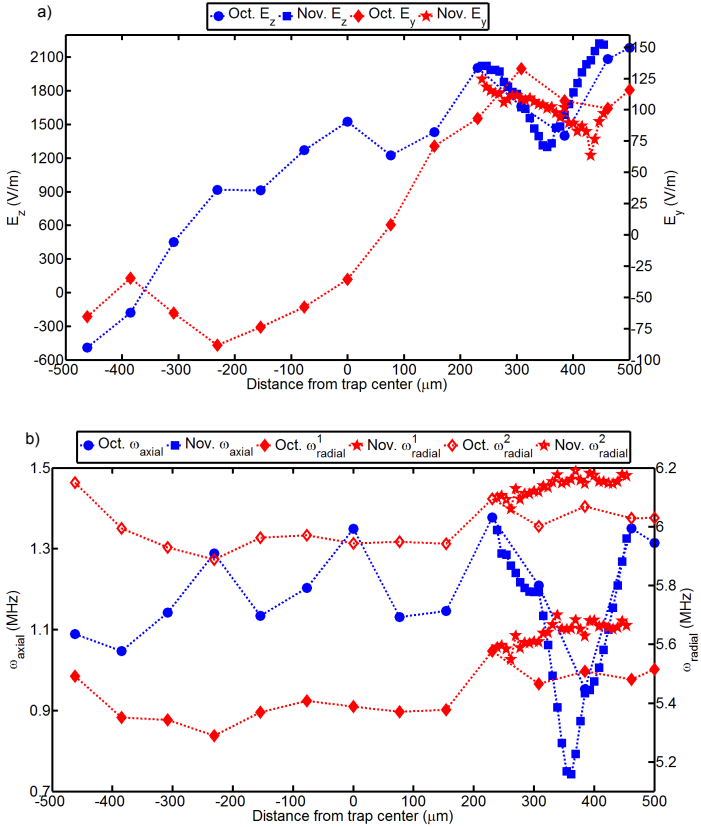 a)
Oct. E_z Nov. E_z Oct. E_y Nov. E_y
2100
1800
1500
1200
900
600
300
0
-300
-600
E_z (V/m)
150
125
100
75
50
25
0
-25
-50
-75
-100
E_y (V/m)
-500 -400 -300 -200 -100 0 100 200 300 400 500
Distance from trap center (μm)
b)
Oct. ω_axial Nov. ω_axial Oct. ω^1_radial Nov. ω^1_radial Oct. ω^2_radial Nov. ω^2_radial
1.5
1.3
1.1
0.9
0.7
ω_axial (MHz)
6.2
6
5.8
5.6
5.4
5.2
ω_radial (MHz)
-500 -400 -300 -200 -100 0 100 200 300 400 500
Distance from trap center (μm)